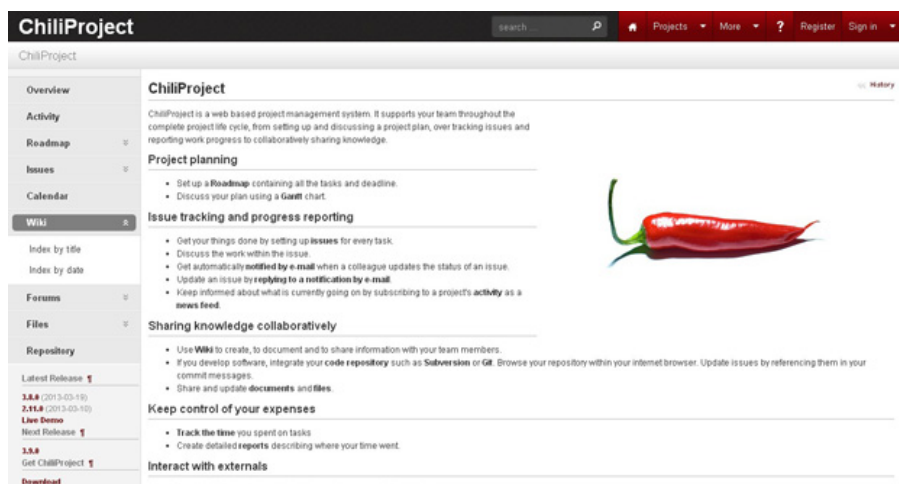 ChiliProject
search ...
Projects
More
?
Register
Sign in
ChiliProject
Overview
Activity
Roadmap
Issues
Calendar
Wiki
Index by title
Index by date
Forums
Files
Repository
Latest Release ¶
3.8.0 (2013-03-19)
2.11.0 (2013-03-10)
Live Demo
Next Release ¶
3.9.0
Get ChiliProject ¶
Download
ChiliProject
History
ChiliProject is a web based project management system. It supports your team throughout the
complete project life cycle, from setting up and discussing a project plan, over tracking issues and
reporting work progress to collaboratively sharing knowledge.
Project planning
• Set up a Roadmap containing all the tasks and deadline.
• Discuss your plan using a Gantt chart.
Issue tracking and progress reporting
• Get your things done by setting up issues for every task.
• Discuss the work within the issue.
• Get automatically notified by e-mail when a colleague updates the status of an issue.
• Update an issue by replying to a notification by e-mail.
• Keep informed about what is currently going on by subscribing to a project's activity as a
news feed.
Sharing knowledge collaboratively
• Use Wiki to create, to document and to share information with your team members.
• If you develop software, integrate your code repository such as Subversion or Git. Browse your repository within your internet browser. Update issues by referencing them in your
commit messages.
• Share and update documents and files.
Keep control of your expenses
• Track the time you spent on tasks
• Create detailed reports describing where your time went.
Interact with externals